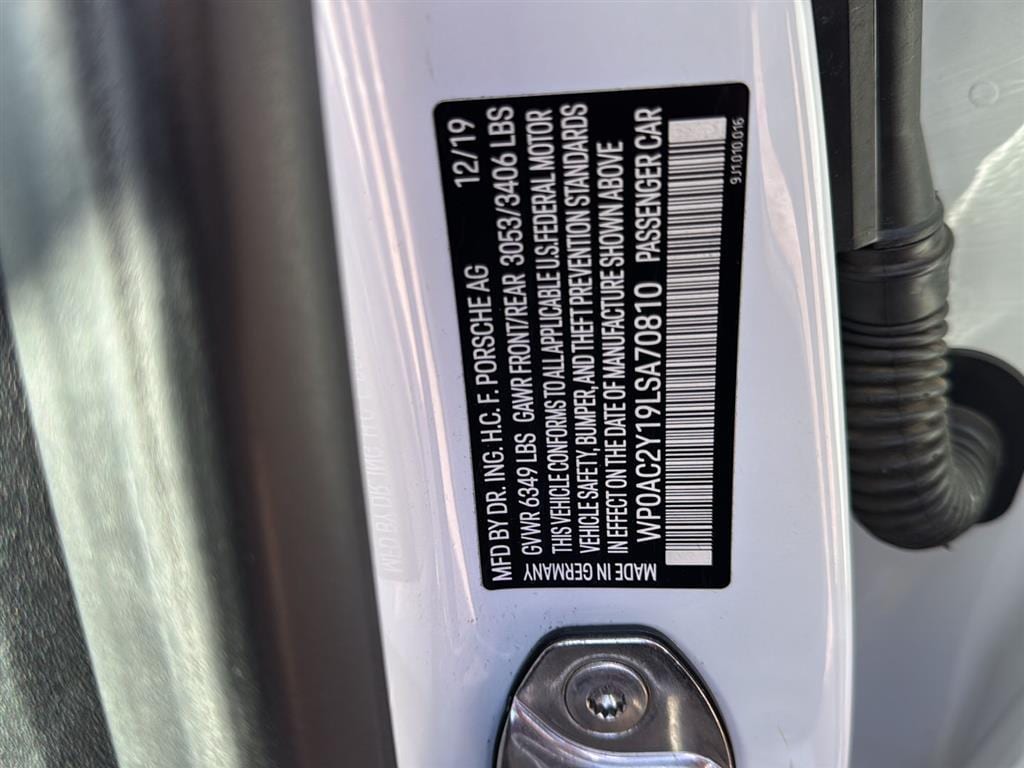 MFD BY DR. ING. H.C. F. PORSCHE AG 12/19
GVWR 6349 LBS GAWR FRONT/REAR 3053/3406 LBS
THIS VEHICLE CONFORMS TO ALL APPLICABLE U.S. FEDERAL MOTOR
VEHICLE SAFETY, BUMPER, AND THEFT PREVENTION STANDARDS
IN EFFECT ON THE DATE OF MANUFACTURE SHOWN ABOVE
MADE IN GERMANY WP0AC2Y19LSA70810 PASSENGER CAR
9J1.010.016